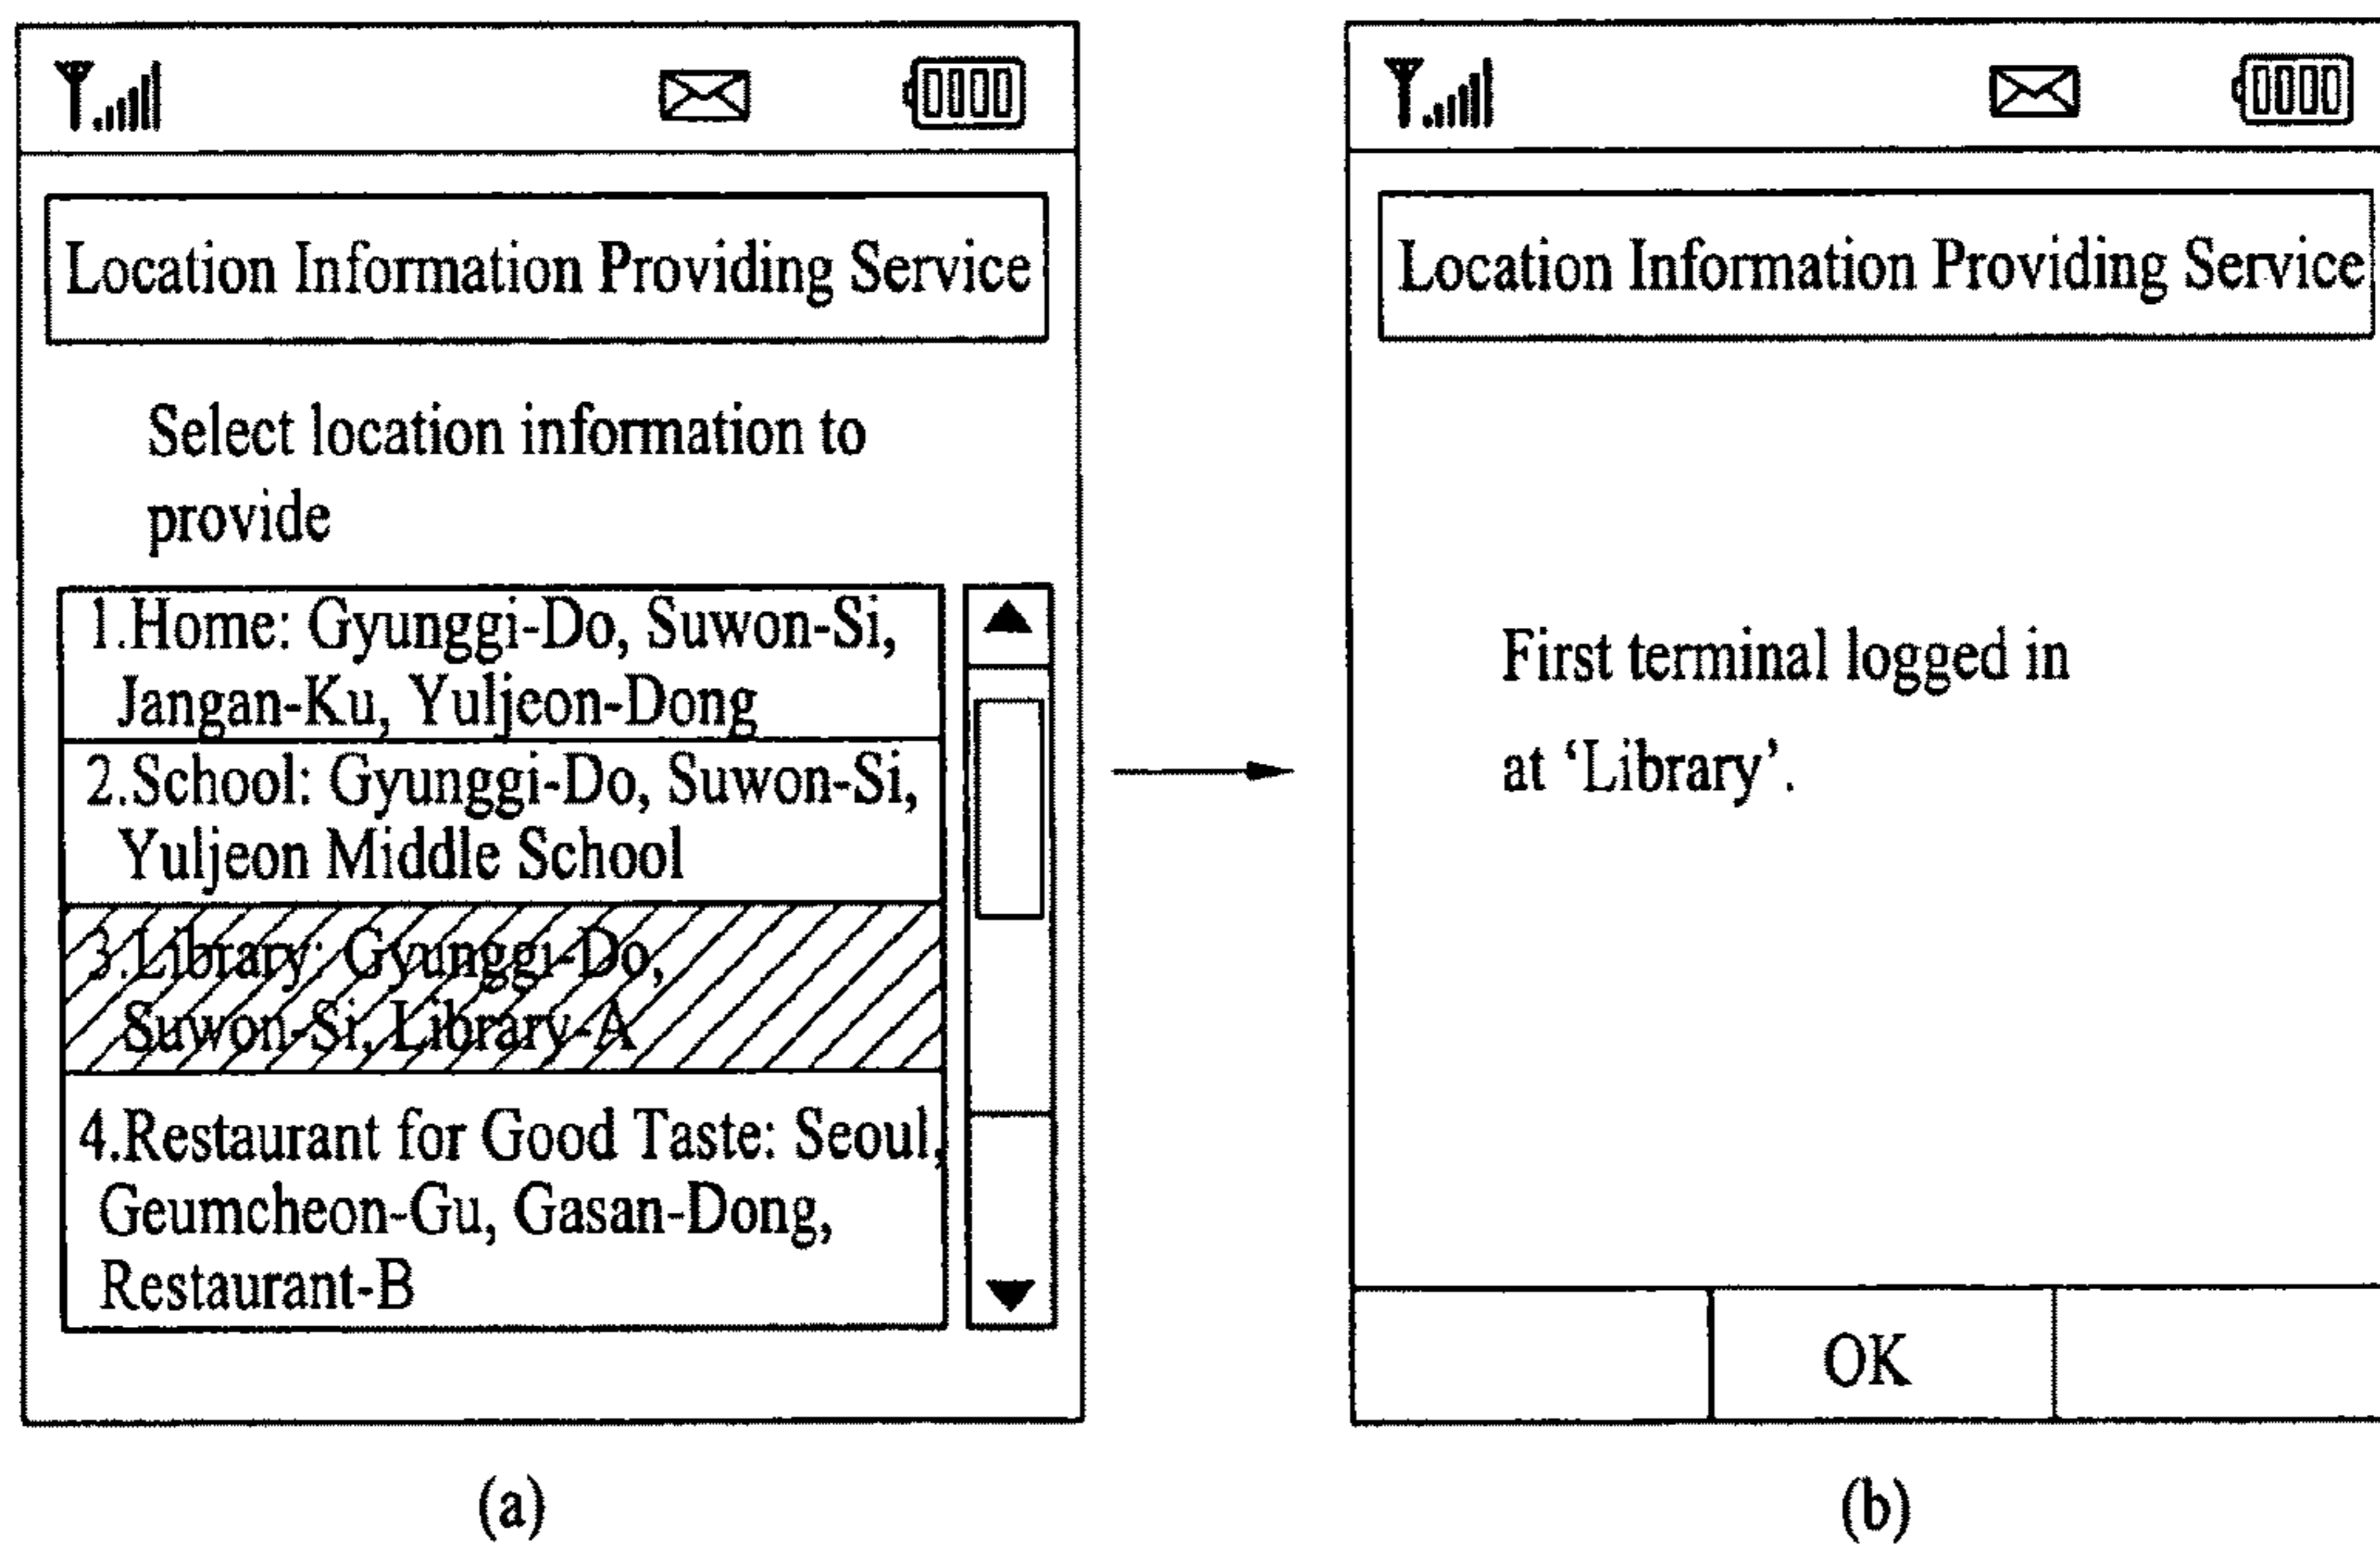 Location Information Providing Service
Select location information to
provide
1.Home: Gyunggi-Do, Suwon-Si,
Jangan-Ku, Yuljeon-Dong
2.School: Gyunggi-Do, Suwon-Si,
Yuljeon Middle School
3.Library: Gyunggi-Do,
Suwon-Si, Library-A
4.Restaurant for Good Taste: Seoul,
Geumcheon-Gu, Gasan-Dong,
Restaurant-B
(a)
Location Information Providing Service
First terminal logged in
at ‘Library’.
OK
(b)